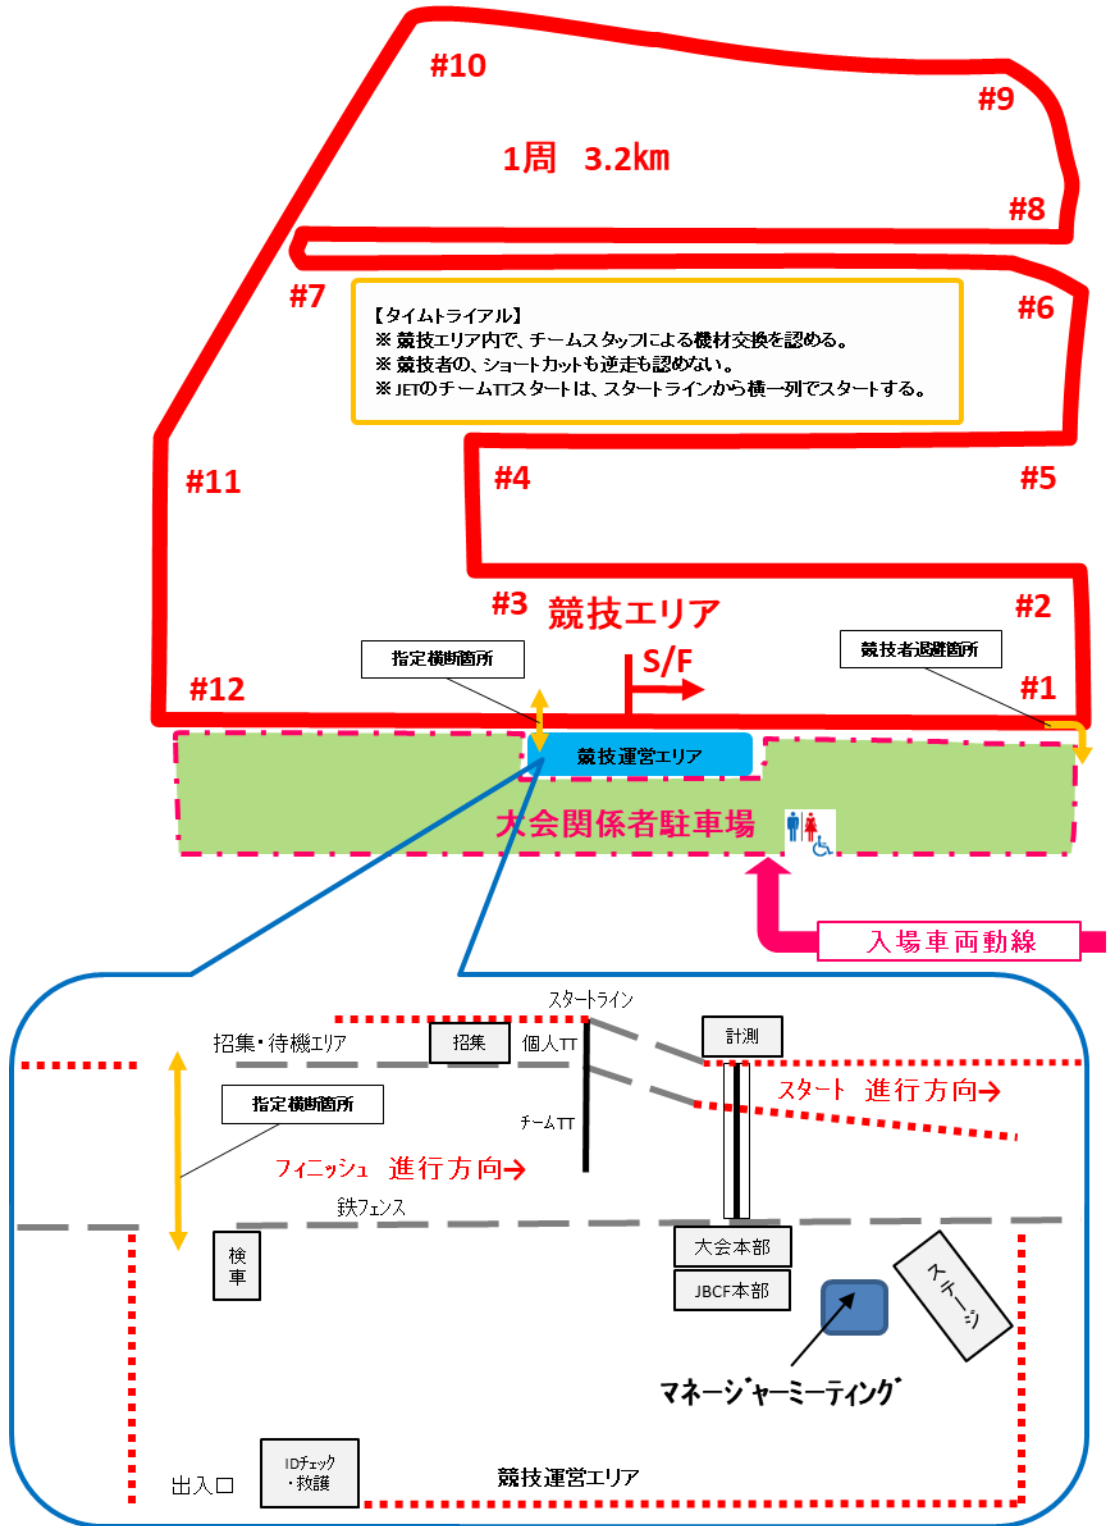 #10
#9
1周 3.2㎞
#8
#7
#6
【タイムトライアル】
※ 競技エリア内で、チームスタッフによる機材交換を認める。
※ 競技者の、ショートカットも逆走も認めない。
※ JETのチームTTスタートは、スタートラインから横一列でスタートする。
#11
#4
#5
#3
競技エリア
#2
指定横断箇所
S/F
競技者退避箇所
#12
#1
競技運営エリア
大会関係者駐車場
入場車両動線
スタートライン
招集・待機エリア
招集
個人TT
計測
指定横断箇所
チームTT
スタート 進行方向→
フィニッシュ 進行方向→
鉄フェンス
検車
大会本部
JBCF本部
ステージ
マネージャーミーティング
IDチェック
・救護
出入口
競技運営エリア